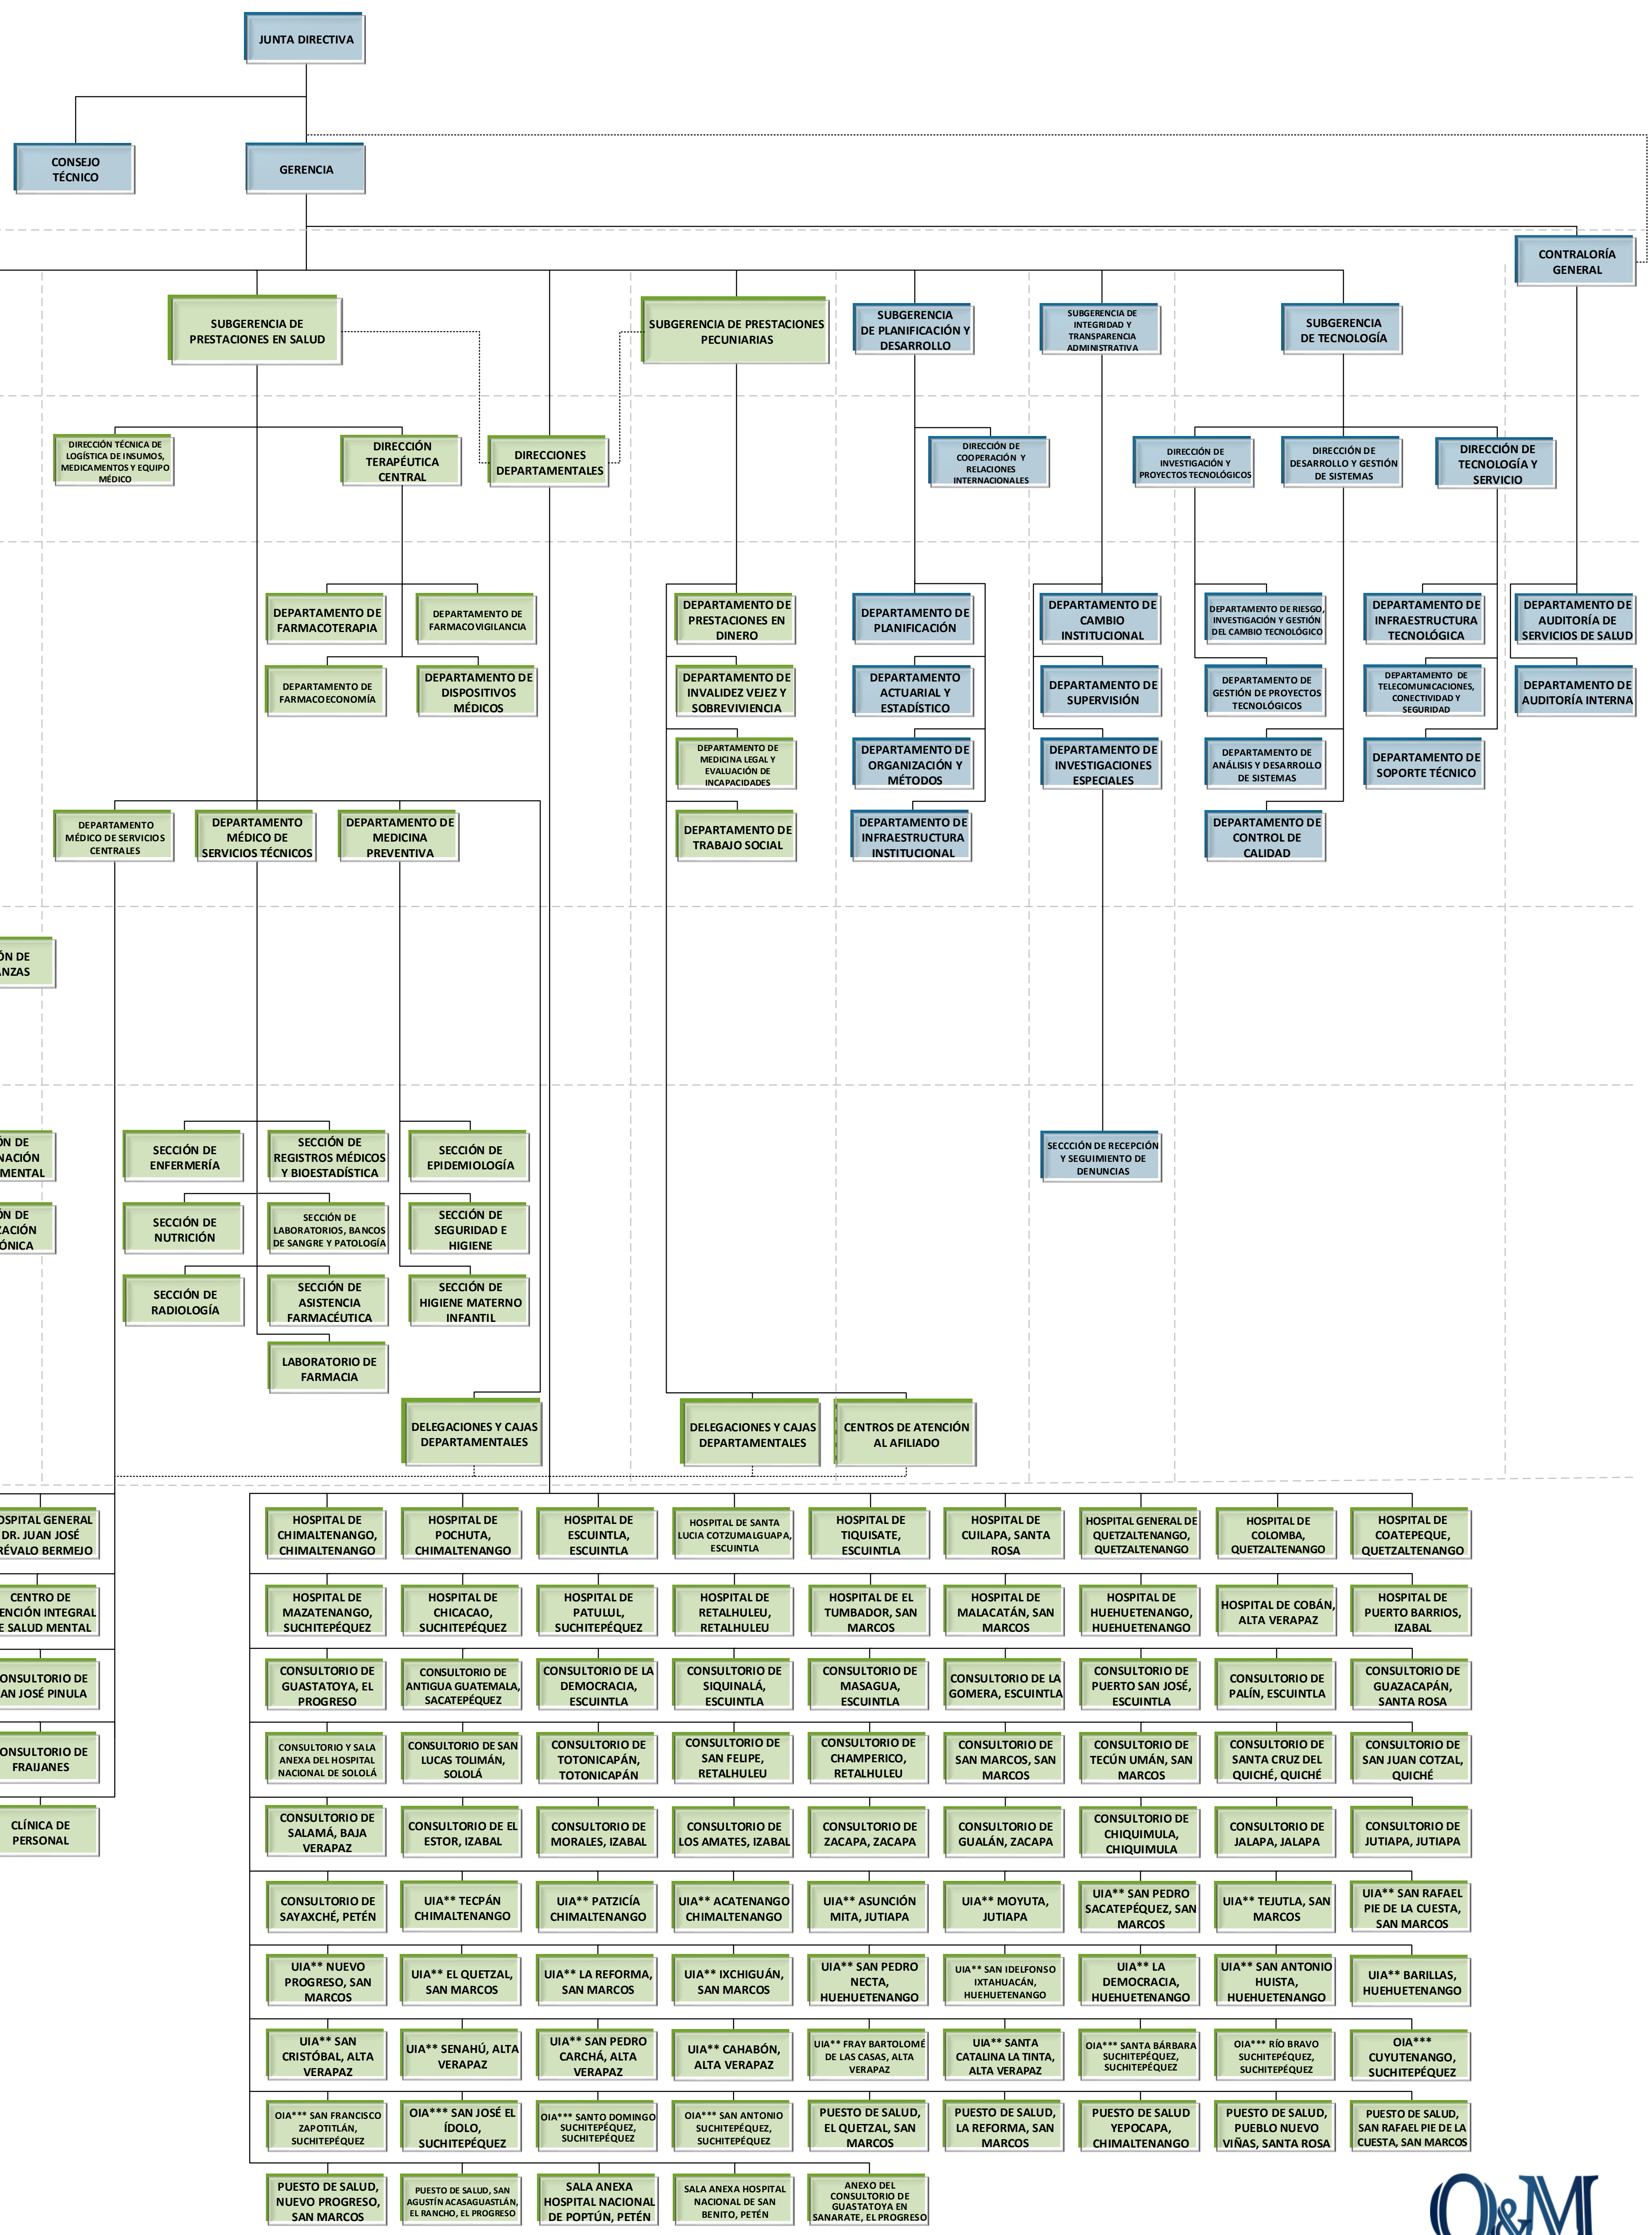 JUNTA DIRECTIVA
CONSEJO
TÉCNICO
GERENCIA
CONTRALORÍA
GENERAL
SUBGERENCIA DE
PRESTACIONES EN SALUD
SUBGERENCIA DE PRESTACIONES
PECUNIARIAS
SUBGERENCIA
DE PLANIFICACIÓN Y
DESARROLLO
SUBGERENCIA DE
INTEGRIDAD Y
TRANSPARENCIA
ADMINISTRATIVA
SUBGERENCIA
DE TECNOLOGÍA
DIRECCIÓN TÉCNICA DE
LOGÍSTICA DE INSUMOS,
MEDICAMENTOS Y EQUIPO
MÉDICO
DIRECCIÓN
TERAPÉUTICA
CENTRAL
DIRECCIONES
DEPARTAMENTALES
DIRECCIÓN DE
COOPERACIÓN Y
RELACIONES
INTERNACIONALES
DIRECCIÓN DE
INVESTIGACIÓN Y
PROYECTOS TECNOLÓGICOS
DIRECCIÓN DE
DESARROLLO Y GESTIÓN
DE SISTEMAS
DIRECCIÓN DE
TECNOLOGÍA Y
SERVICIO
DEPARTAMENTO DE
FARMACOTERAPIA
DEPARTAMENTO DE
FARMACOVIGILANCIA
DEPARTAMENTO DE
PRESTACIONES EN
DINERO
DEPARTAMENTO DE
PLANIFICACIÓN
DEPARTAMENTO DE
CAMBIO
INSTITUCIONAL
DEPARTAMENTO DE RIESGO,
INVESTIGACIÓN Y GESTIÓN
DEL CAMBIO TECNOLÓGICO
DEPARTAMENTO DE
INFRAESTRUCTURA
TECNOLÓGICA
DEPARTAMENTO DE
AUDITORÍA DE
SERVICIOS DE SALUD
DEPARTAMENTO DE
FARMACOECONOMÍA
DEPARTAMENTO DE
DISPOSITIVOS
MÉDICOS
DEPARTAMENTO DE
INVALIDEZ VEJEZ Y
SOBREVIVIENCIA
DEPARTAMENTO
ACTUARIAL Y
ESTADÍSTICO
DEPARTAMENTO DE
SUPERVISIÓN
DEPARTAMENTO DE
GESTIÓN DE PROYECTOS
TECNOLÓGICOS
DEPARTAMENTO DE
TELECOMUNICACIONES,
CONECTIVIDAD Y
SEGURIDAD
DEPARTAMENTO DE
AUDITORÍA INTERNA
DEPARTAMENTO DE
MEDICINA LEGAL Y
EVALUACIÓN DE
INCAPACIDADES
DEPARTAMENTO DE
ORGANIZACIÓN Y
MÉTODOS
DEPARTAMENTO DE
INVESTIGACIONES
ESPECIALES
DEPARTAMENTO DE
ANÁLISIS Y DESARROLLO
DE SISTEMAS
DEPARTAMENTO DE
SOPORTE TÉCNICO
DEPARTAMENTO
MÉDICO DE SERVICIOS
CENTRALES
DEPARTAMENTO
MÉDICO DE
SERVICIOS TÉCNICOS
DEPARTAMENTO DE
MEDICINA
PREVENTIVA
DEPARTAMENTO DE
TRABAJO SOCIAL
DEPARTAMENTO DE
INFRAESTRUCTURA
INSTITUCIONAL
DEPARTAMENTO DE
CONTROL DE
CALIDAD
ÓN DE
NZAS
ÓN DE
NACIÓN
MENTAL
SECCIÓN DE
ENFERMERÍA
SECCIÓN DE
REGISTROS MÉDICOS
Y BIOESTADÍSTICA
SECCIÓN DE
EPIDEMIOLOGÍA
SECCCIÓN DE RECEPCIÓN
Y SEGUIMIENTO DE
DENUNCIAS
ÓN DE
ZACIÓN
ÓNICA
SECCIÓN DE
NUTRICIÓN
SECCIÓN DE
LABORATORIOS, BANCOS
DE SANGRE Y PATOLOGÍA
SECCIÓN DE
SEGURIDAD E
HIGIENE
SECCIÓN DE
RADIOLOGÍA
SECCIÓN DE
ASISTENCIA
FARMACÉUTICA
SECCIÓN DE
HIGIENE MATERNO
INFANTIL
LABORATORIO DE
FARMACIA
DELEGACIONES Y CAJAS
DEPARTAMENTALES
DELEGACIONES Y CAJAS
DEPARTAMENTALES
CENTROS DE ATENCIÓN
AL AFILIADO
OSPITAL GENERAL
DR. JUAN JOSÉ
RÉVALO BERMEJO
HOSPITAL DE
CHIMALTENANGO,
CHIMALTENANGO
HOSPITAL DE
POCHUTA,
CHIMALTENANGO
HOSPITAL DE
ESCUINTLA,
ESCUINTLA
HOSPITAL DE SANTA
LUCIA COTZUMALGUAPA,
ESCUINTLA
HOSPITAL DE
TIQUISATE,
ESCUINTLA
HOSPITAL DE
CUILAPA, SANTA
ROSA
HOSPITAL GENERAL DE
QUETZALTENANGO,
QUETZALTENANGO
HOSPITAL DE
COLOMBA,
QUETZALTENANGO
HOSPITAL DE
COATEPEQUE,
QUETZALTENANGO
CENTRO DE
ENCIÓN INTEGRAL
E SALUD MENTAL
HOSPITAL DE
MAZATENANGO,
SUCHITEPÉQUEZ
HOSPITAL DE
CHICACAO,
SUCHITEPÉQUEZ
HOSPITAL DE
PATULUL,
SUCHITEPÉQUEZ
HOSPITAL DE
RETALHULEU,
RETALHULEU
HOSPITAL DE EL
TUMBADOR, SAN
MARCOS
HOSPITAL DE
MALACATÁN, SAN
MARCOS
HOSPITAL DE
HUEHUETENANGO,
HUEHUETENANGO
HOSPITAL DE COBÁN,
ALTA VERAPAZ
HOSPITAL DE
PUERTO BARRIOS,
IZABAL
ONSULTORIO DE
AN JOSÉ PINULA
CONSULTORIO DE
GUASTATOYA, EL
PROGRESO
CONSULTORIO DE
ANTIGUA GUATEMALA,
SACATEPÉQUEZ
CONSULTORIO DE LA
DEMOCRACIA,
ESCUINTLA
CONSULTORIO DE
SIQUINALÁ,
ESCUINTLA
CONSULTORIO DE
MASAGUA,
ESCUINTLA
CONSULTORIO DE LA
GOMERA, ESCUINTLA
CONSULTORIO DE
PUERTO SAN JOSÉ,
ESCUINTLA
CONSULTORIO DE
PALÍN, ESCUINTLA
CONSULTORIO DE
GUAZACAPÁN,
SANTA ROSA
ONSULTORIO DE
FRAIJANES
CONSULTORIO Y SALA
ANEXA DEL HOSPITAL
NACIONAL DE SOLOLÁ
CONSULTORIO DE SAN
LUCAS TOLIMÁN,
SOLOLÁ
CONSULTORIO DE
TOTONICAPÁN,
TOTONICAPÁN
CONSULTORIO DE
SAN FELIPE,
RETALHULEU
CONSULTORIO DE
CHAMPERICO,
RETALHULEU
CONSULTORIO DE
SAN MARCOS, SAN
MARCOS
CONSULTORIO DE
TECÚN UMÁN, SAN
MARCOS
CONSULTORIO DE
SANTA CRUZ DEL
QUICHÉ, QUICHÉ
CONSULTORIO DE
SAN JUAN COTZAL,
QUICHÉ
CLÍNICA DE
PERSONAL
CONSULTORIO DE
SALAMÁ, BAJA
VERAPAZ
CONSULTORIO DE EL
ESTOR, IZABAL
CONSULTORIO DE
MORALES, IZABAL
CONSULTORIO DE
LOS AMATES, IZABAL
CONSULTORIO DE
ZACAPA, ZACAPA
CONSULTORIO DE
GUALÁN, ZACAPA
CONSULTORIO DE
CHIQUIMULA,
CHIQUIMULA
CONSULTORIO DE
JALAPA, JALAPA
CONSULTORIO DE
JUTIAPA, JUTIAPA
CONSULTORIO DE
SAYAXCHÉ, PETÉN
UIA** TECPÁN
CHIMALTENANGO
UIA** PATZICÍA
CHIMALTENANGO
UIA** ACATENANGO
CHIMALTENANGO
UIA** ASUNCIÓN
MITA, JUTIAPA
UIA** MOYUTA,
JUTIAPA
UIA** SAN PEDRO
SACATEPÉQUEZ, SAN
MARCOS
UIA** TEJUTLA, SAN
MARCOS
UIA** SAN RAFAEL
PIE DE LA CUESTA,
SAN MARCOS
UIA** NUEVO
PROGRESO, SAN
MARCOS
UIA** EL QUETZAL,
SAN MARCOS
UIA** LA REFORMA,
SAN MARCOS
UIA** IXCHIGUÁN,
SAN MARCOS
UIA** SAN PEDRO
NECTA,
HUEHUETENANGO
UIA** SAN IDELFONSO
IXTAHUACÁN,
HUEHUETENANGO
UIA** LA
DEMOCRACIA,
HUEHUETENANGO
UIA** SAN ANTONIO
HUISTA,
HUEHUETENANGO
UIA** BARILLAS,
HUEHUETENANGO
UIA** SAN
CRISTÓBAL, ALTA
VERAPAZ
UIA** SENAHÚ, ALTA
VERAPAZ
UIA** SAN PEDRO
CARCHÁ, ALTA
VERAPAZ
UIA** CAHABÓN,
ALTA VERAPAZ
UIA** FRAY BARTOLOMÉ
DE LAS CASAS, ALTA
VERAPAZ
UIA** SANTA
CATALINA LA TINTA,
ALTA VERAPAZ
OIA*** SANTA BÁRBARA
SUCHITEPÉQUEZ,
SUCHITEPÉQUEZ
OIA*** RÍO BRAVO
SUCHITEPÉQUEZ,
SUCHITEPÉQUEZ
OIA***
CUYUTENANGO,
SUCHITEPÉQUEZ
OIA*** SAN FRANCISCO
ZAPOTITLÁN,
SUCHITEPÉQUEZ
OIA*** SAN JOSÉ EL
ÍDOLO,
SUCHITEPÉQUEZ
OIA*** SANTO DOMINGO
SUCHITEPÉQUEZ,
SUCHITEPÉQUEZ
OIA*** SAN ANTONIO
SUCHITEPÉQUEZ,
SUCHITEPÉQUEZ
PUESTO DE SALUD,
EL QUETZAL, SAN
MARCOS
PUESTO DE SALUD,
LA REFORMA, SAN
MARCOS
PUESTO DE SALUD
YEPOCAPA,
CHIMALTENANGO
PUESTO DE SALUD,
PUEBLO NUEVO
VIÑAS, SANTA ROSA
PUESTO DE SALUD,
SAN RAFAEL PIE DE LA
CUESTA, SAN MARCOS
PUESTO DE SALUD,
NUEVO PROGRESO,
SAN MARCOS
PUESTO DE SALUD, SAN
AGUSTÍN ACASAGUASTLÁN,
EL RANCHO, EL PROGRESO
SALA ANEXA
HOSPITAL NACIONAL
DE POPTÚN, PETÉN
SALA ANEXA HOSPITAL
NACIONAL DE SAN
BENITO, PETÉN
ANEXO DEL
CONSULTORIO DE
GUASTATOYA EN
SANARATE, EL PROGRESO
O&M